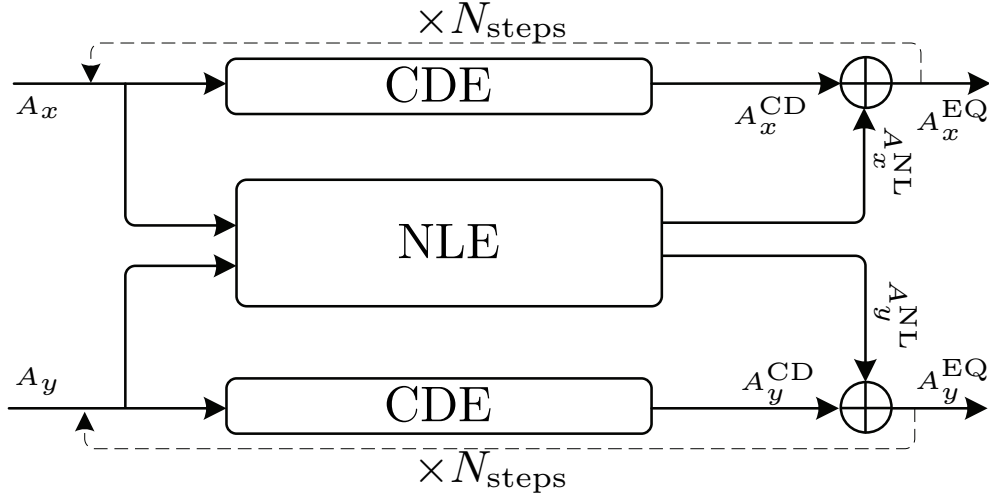 ×N_steps
CDE
A_x
A_x^CD
A_x^EQ
A_x^NL
NLE
A_y^NL
A_y
CDE
A_y^CD
A_y^EQ
×N_steps